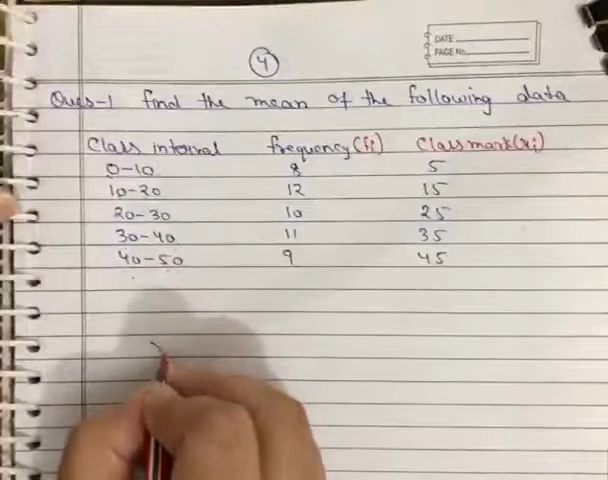 DATE
PAGE No.
4
Ques-1 find the mean of the following data
Class interval frequency(fi) Class mark(xi)
0-10 8 5
10-20 12 15
20-30 10 25
30-40 11 35
40-50 9 45